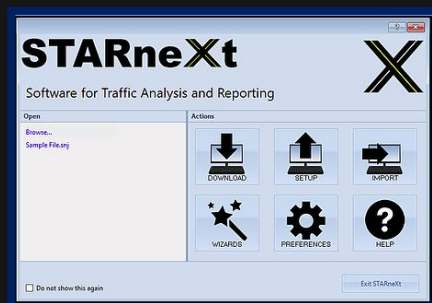 STARneXt
Software for Traffic Analysis and Reporting
Open
Browse...
Sample File.snj
Actions
DOWNLOAD
SETUP
IMPORT
WIZARDS
PREFERENCES
HELP
Do not show this again
Exit STARneXt